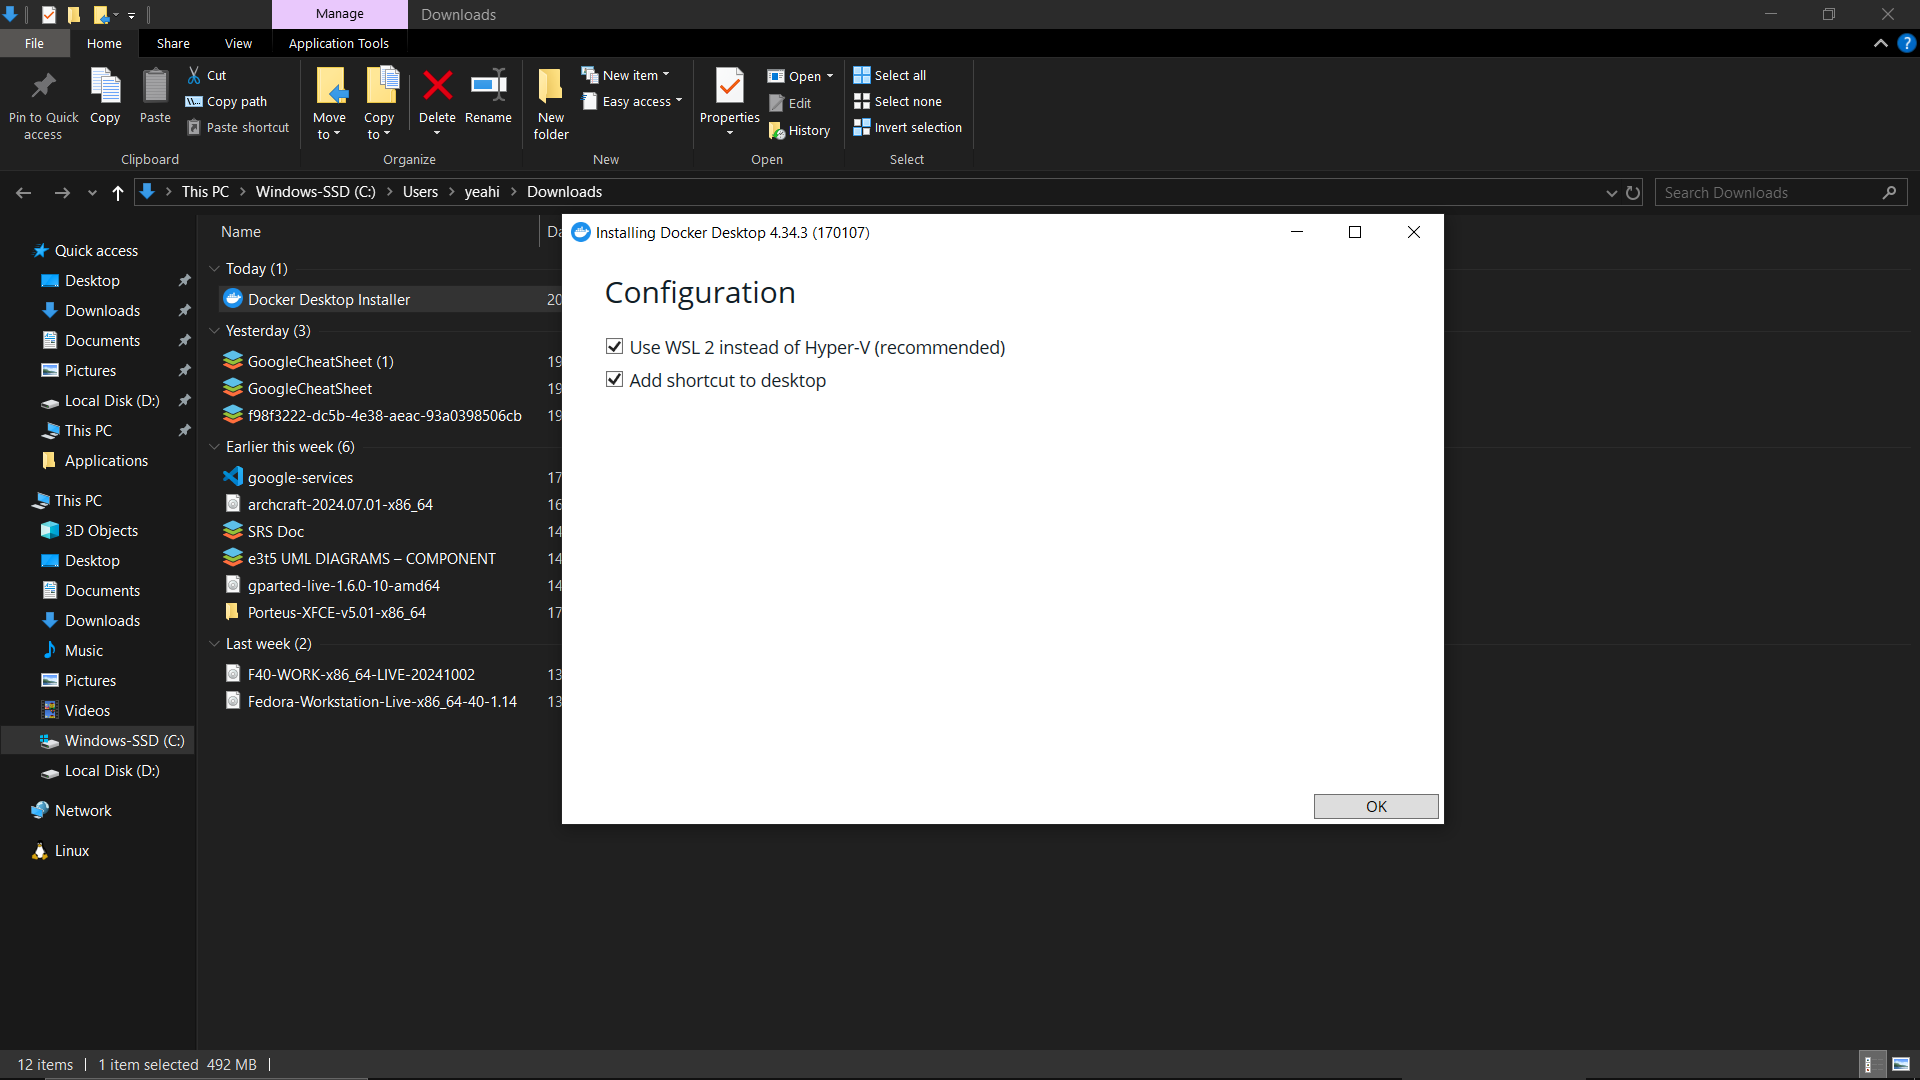 Manage
Downloads
File
Home
Share
View
Application Tools
Pin to Quick access
Copy
Paste
Cut
Copy path
Paste shortcut
Clipboard
Move to
Copy to
Delete
Rename
Organize
New folder
New item
Easy access
New
Properties
Open
Edit
History
Open
Select all
Select none
Invert selection
Select
This PC
Windows-SSD (C:)
Users
yeahi
Downloads
Search Downloads
Quick access
Desktop
Downloads
Documents
Pictures
Local Disk (D:)
This PC
Applications
This PC
3D Objects
Desktop
Documents
Downloads
Music
Pictures
Videos
Windows-SSD (C:)
Local Disk (D:)
Network
Linux
Name
Da
Today (1)
Docker Desktop Installer 20
Yesterday (3)
GoogleCheatSheet (1) 19
GoogleCheatSheet 19
f98f3222-dc5b-4e38-aeac-93a0398506cb 19
Earlier this week (6)
google-services 17
archcraft-2024.07.01-x86_64 16
SRS Doc 14
e3t5 UML DIAGRAMS – COMPONENT 14
gparted-live-1.6.0-10-amd64 14
Porteus-XFCE-v5.01-x86_64 17
Last week (2)
F40-WORK-x86_64-LIVE-20241002 13
Fedora-Workstation-Live-x86_64-40-1.14 13
Installing Docker Desktop 4.34.3 (170107)
Configuration
Use WSL 2 instead of Hyper-V (recommended)
Add shortcut to desktop
OK
12 items
1 item selected 492 MB